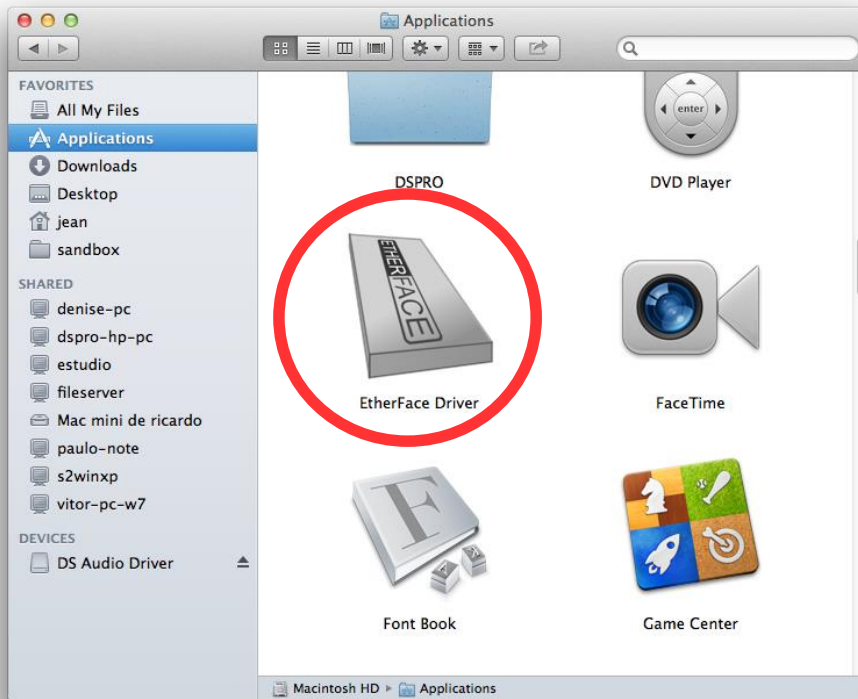 Applications
FAVORITES
All My Files
Applications
Downloads
Desktop
jean
sandbox
SHARED
denise-pc
dspro-hp-pc
estudio
fileserver
Mac mini de ricardo
paulo-note
s2winxp
vitor-pc-w7
DEVICES
DS Audio Driver
enter
DSPRO
DVD Player
ETHERFACE
EtherFace Driver
FaceTime
F
Font Book
Game Center
Macintosh HD ▸ Applications